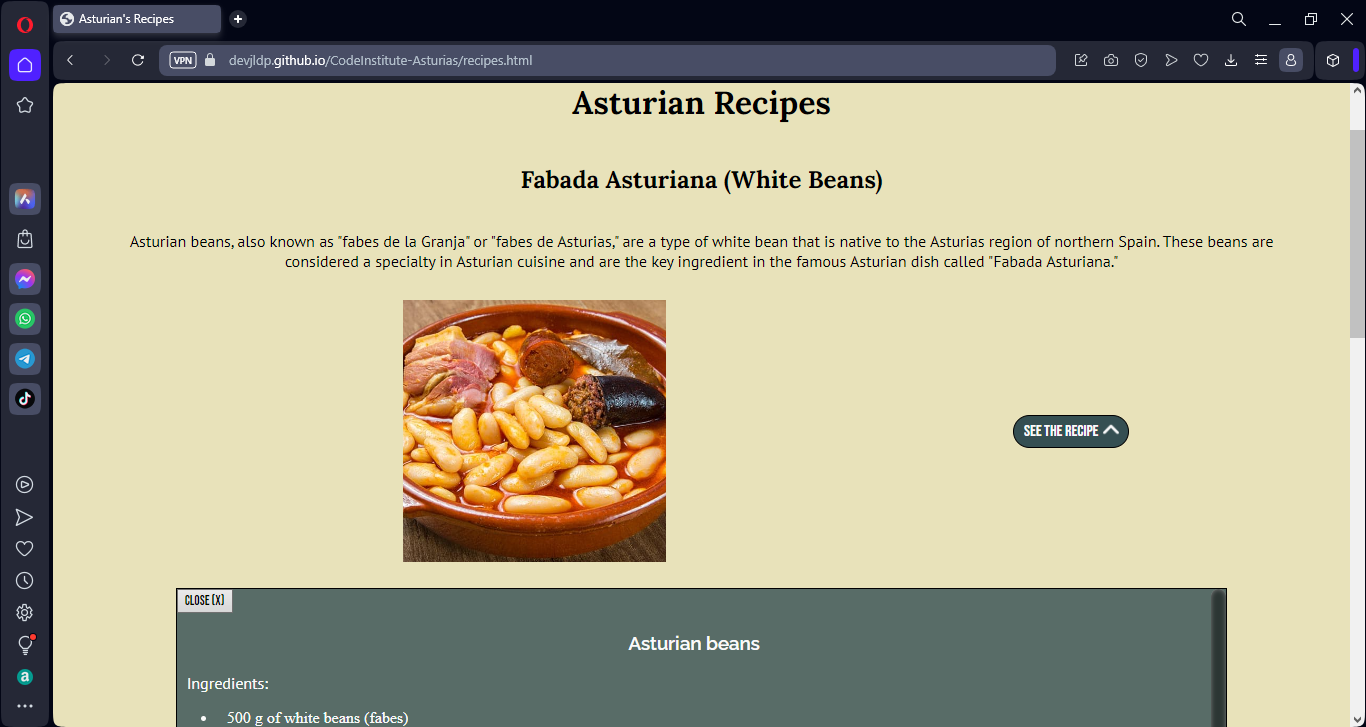 Asturian's Recipes
VPN
devjldp.github.io/CodeInstitute-Asturias/recipes.html
Asturian Recipes
Fabada Asturiana (White Beans)
Asturian beans, also known as "fabes de la Granja" or "fabes de Asturias," are a type of white bean that is native to the Asturias region of northern Spain. These beans are
considered a specialty in Asturian cuisine and are the key ingredient in the famous Asturian dish called "Fabada Asturiana."
SEE THE RECIPE
CLOSE (X)
Asturian beans
Ingredients:
• 500 g of white beans (fabes)
a